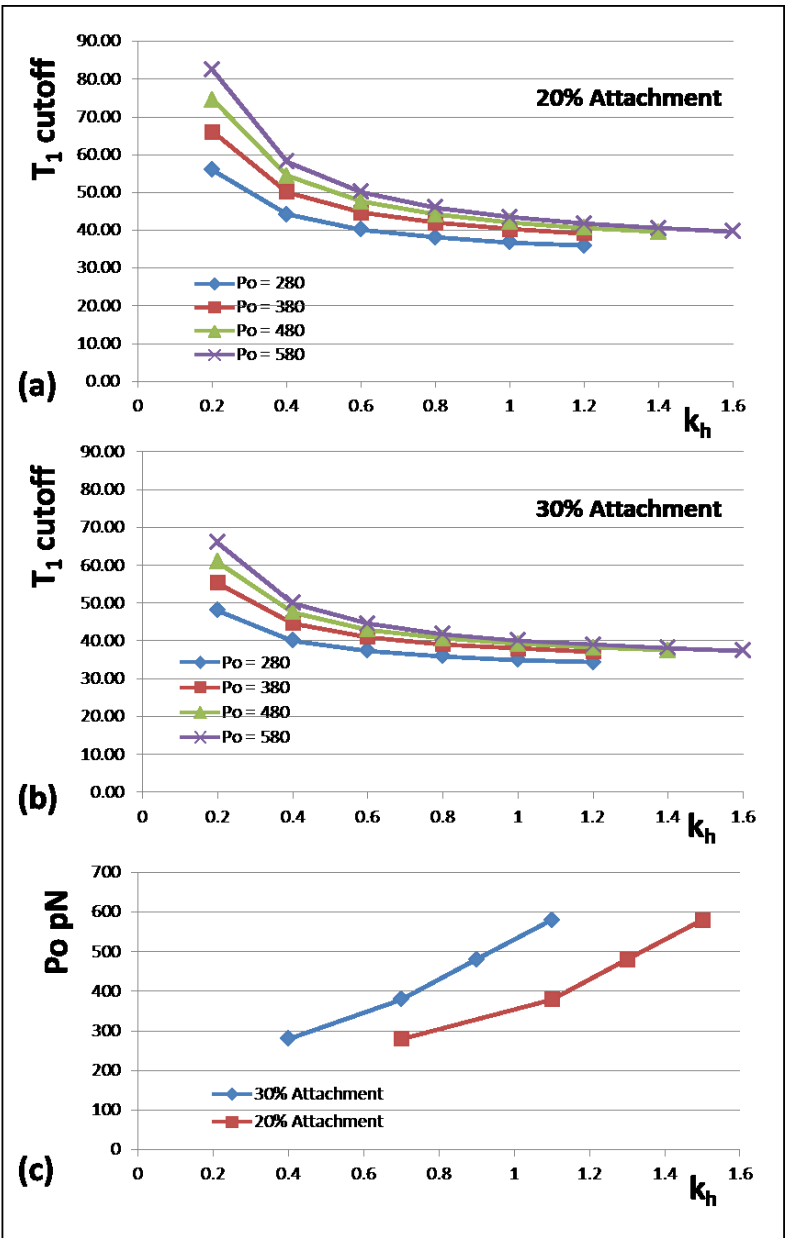 90.00
80.00
70.00
60.00
50.00
40.00
30.00
20.00
10.00
0.00
T1 cutoff
20% Attachment
Po = 280
Po = 380
Po = 480
Po = 580
(a)
0 0.2 0.4 0.6 0.8 1 1.2 1.4 1.6
kh
90.00
80.00
70.00
60.00
50.00
40.00
30.00
20.00
10.00
0.00
T1 cutoff
30% Attachment
Po = 280
Po = 380
Po = 480
Po = 580
(b)
0 0.2 0.4 0.6 0.8 1 1.2 1.4 1.6
kh
700
600
500
400
300
200
100
0
Po pN
30% Attachment
20% Attachment
(c)
0 0.2 0.4 0.6 0.8 1 1.2 1.4 1.6
kh